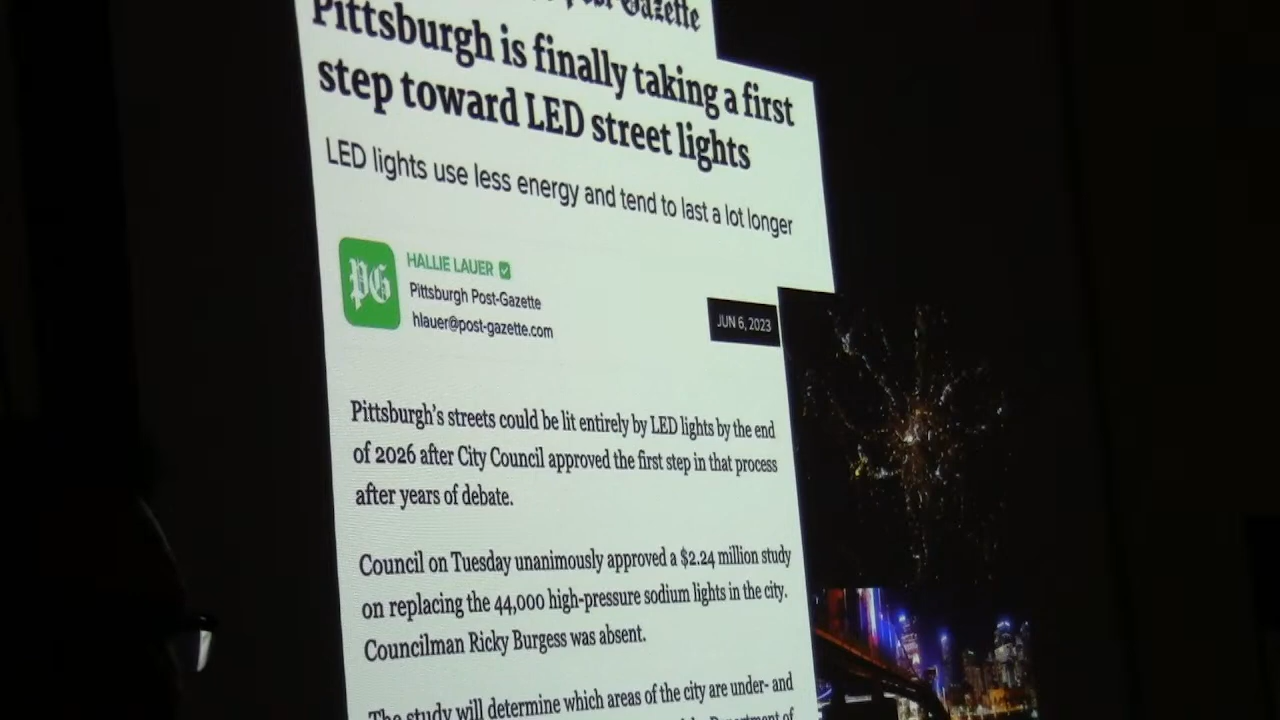 Post Gazette
Pittsburgh is finally taking a first
step toward LED street lights
LED lights use less energy and tend to last a lot longer
PG
HALLIE LAUER
Pittsburgh Post-Gazette
hlauer@post-gazette.com
JUN 6, 2023
Pittsburgh's streets could be lit entirely by LED lights by the end
of 2026 after City Council approved the first step in that process
after years of debate.
Council on Tuesday unanimously approved a $2.24 million study
on replacing the 44,000 high-pressure sodium lights in the city.
Councilman Ricky Burgess was absent.
The study will determine which areas of the city are under- and
Department of